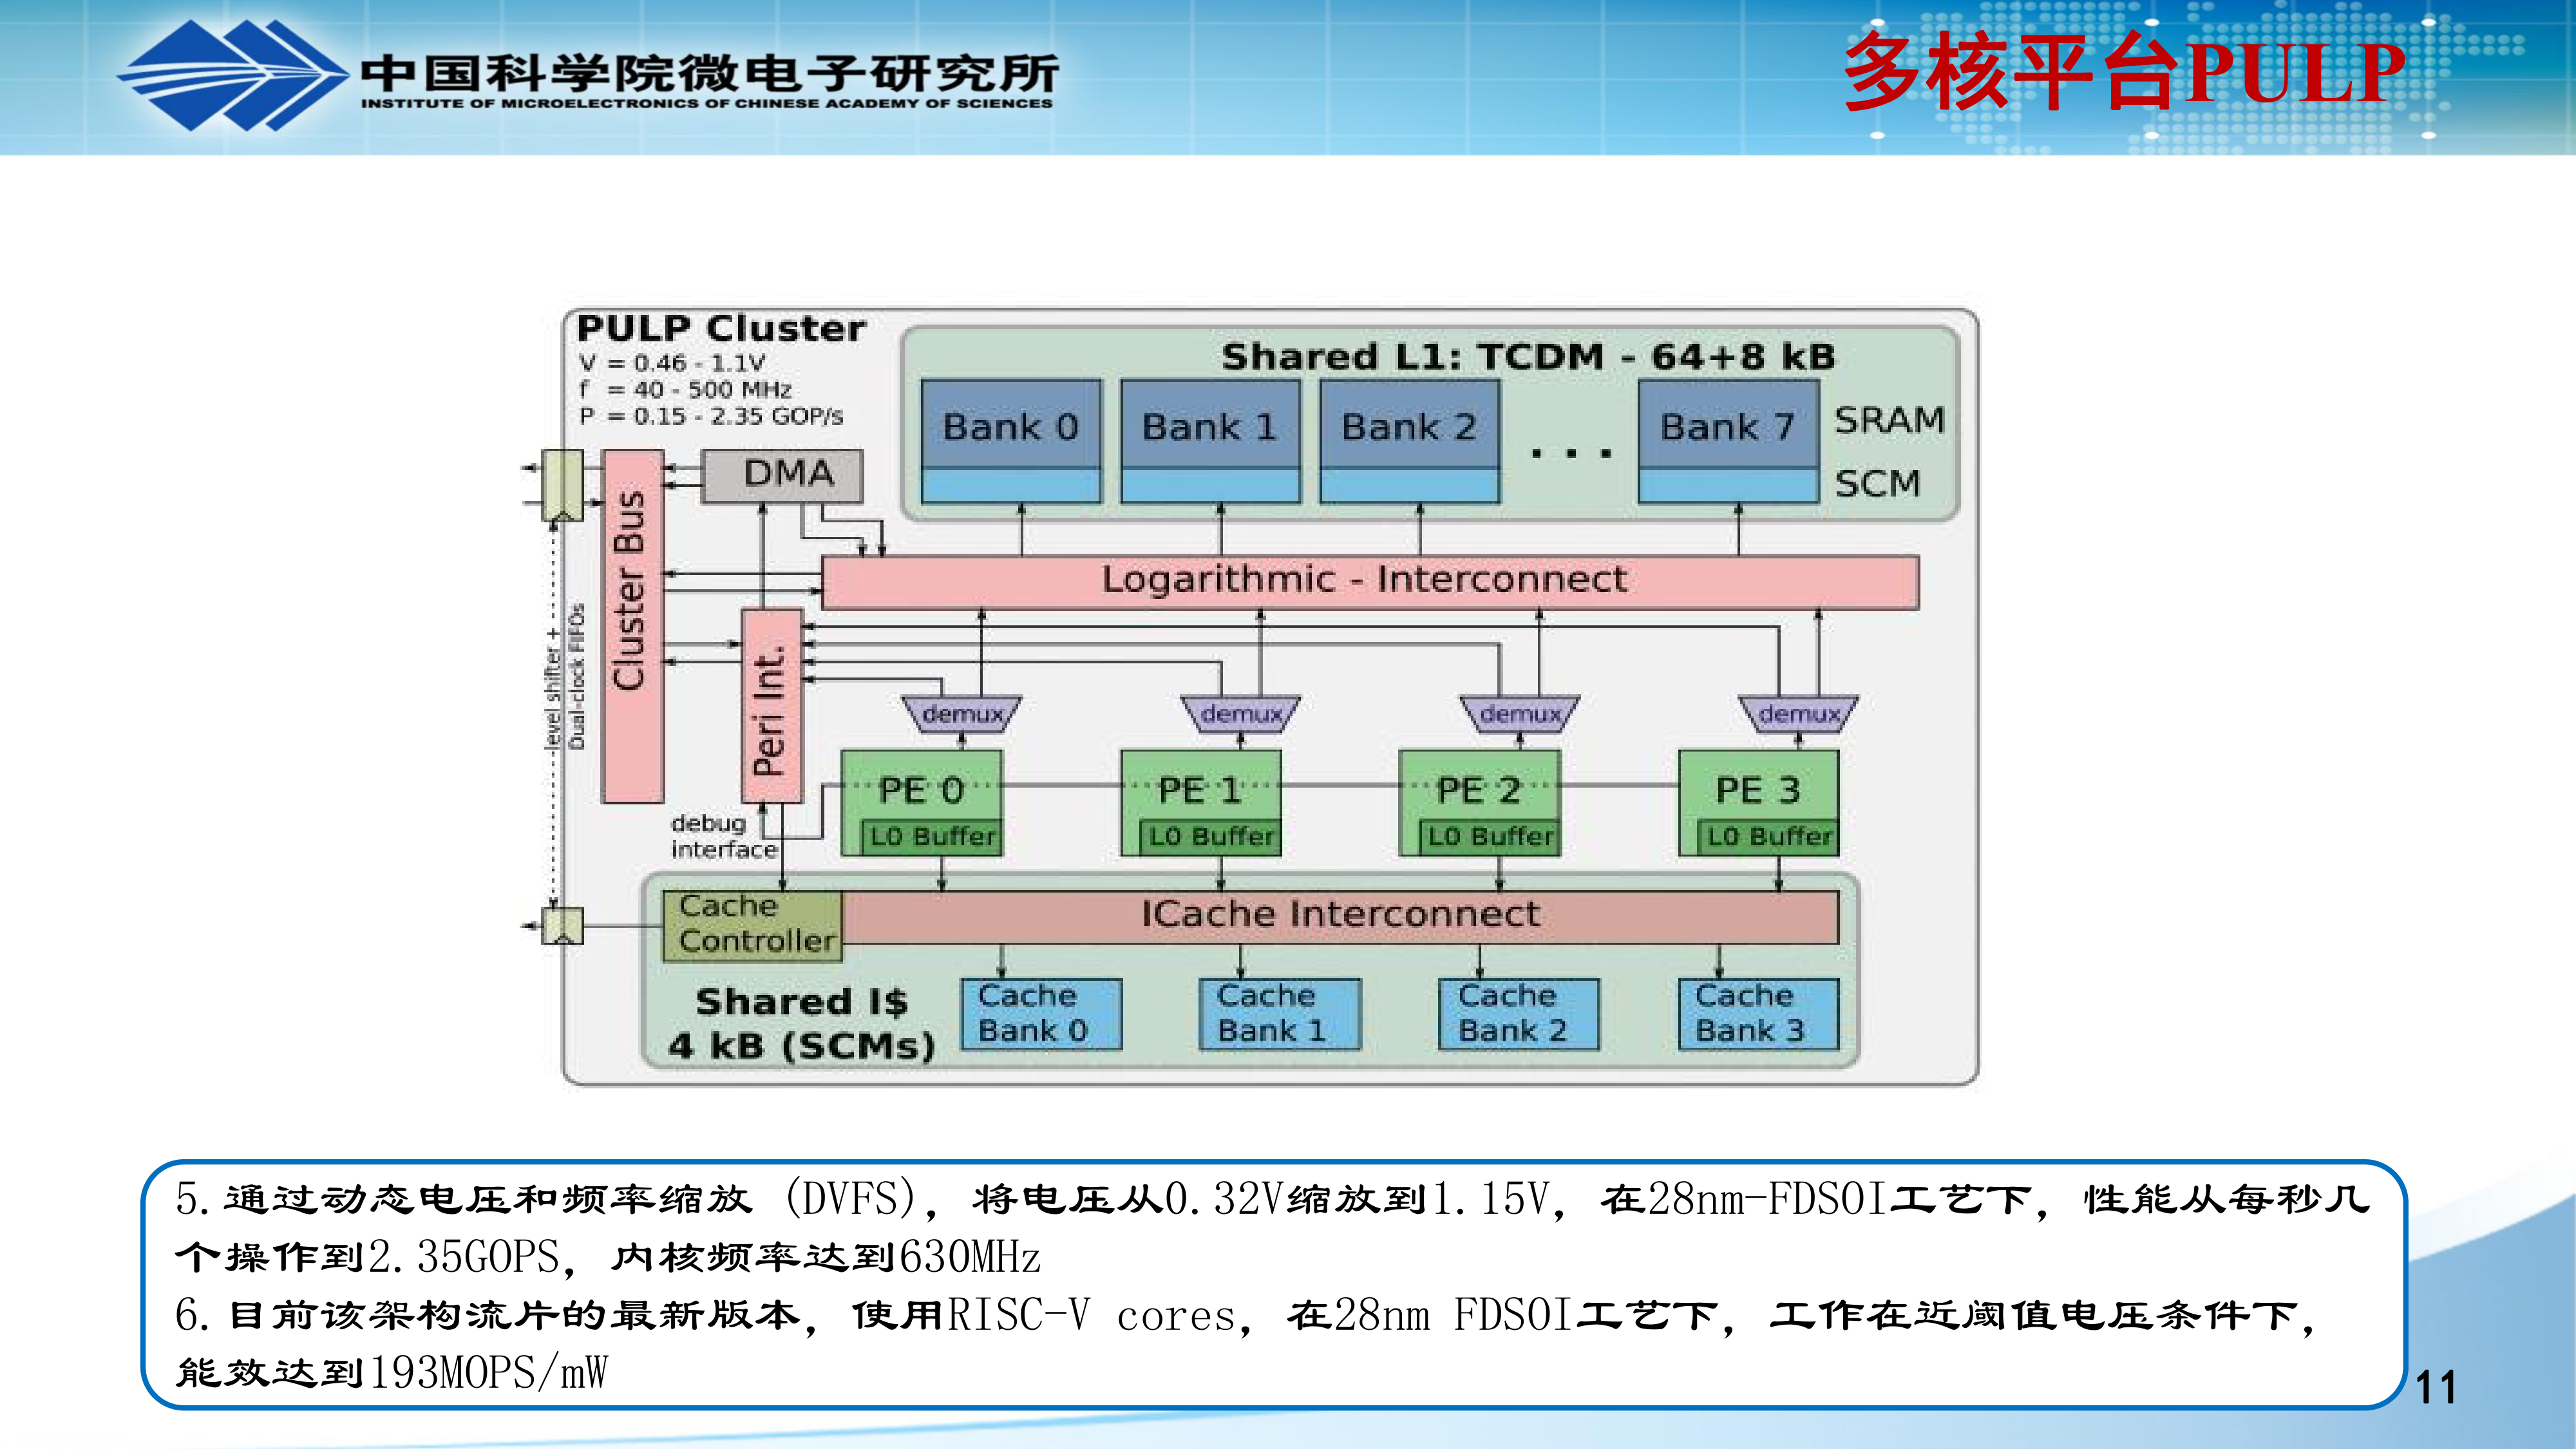 中国科学院微电子研究所
INSTITUTE OF MICROELECTRONICS OF CHINESE ACADEMY OF SCIENCES
多核平台PULP
PULP Cluster
V = 0.46 - 1.1V
f = 40 - 500 MHz
P = 0.15 - 2.35 GOP/s
Shared L1: TCDM - 64+8 kB
Bank 0
Bank 1
Bank 2
. . .
Bank 7
SRAM
SCM
DMA
Cluster Bus
Logarithmic - Interconnect
level shifter +
Dual-clock FIFOs
Peri Int.
demux
demux
demux
demux
PE 0
PE 1
PE 2
PE 3
L0 Buffer
L0 Buffer
L0 Buffer
L0 Buffer
debug
interface
Cache
Controller
ICache Interconnect
Shared I$
4 kB (SCMs)
Cache
Bank 0
Cache
Bank 1
Cache
Bank 2
Cache
Bank 3
5.通过动态电压和频率缩放 (DVFS)，将电压从0.32V缩放到1.15V，在28nm-FDSOI工艺下，性能从每秒几
个操作到2.35GOPS，内核频率达到630MHz
6.目前该架构流片的最新版本，使用RISC-V cores，在28nm FDSOI工艺下，工作在近阈值电压条件下，
能效达到193MOPS/mW
11